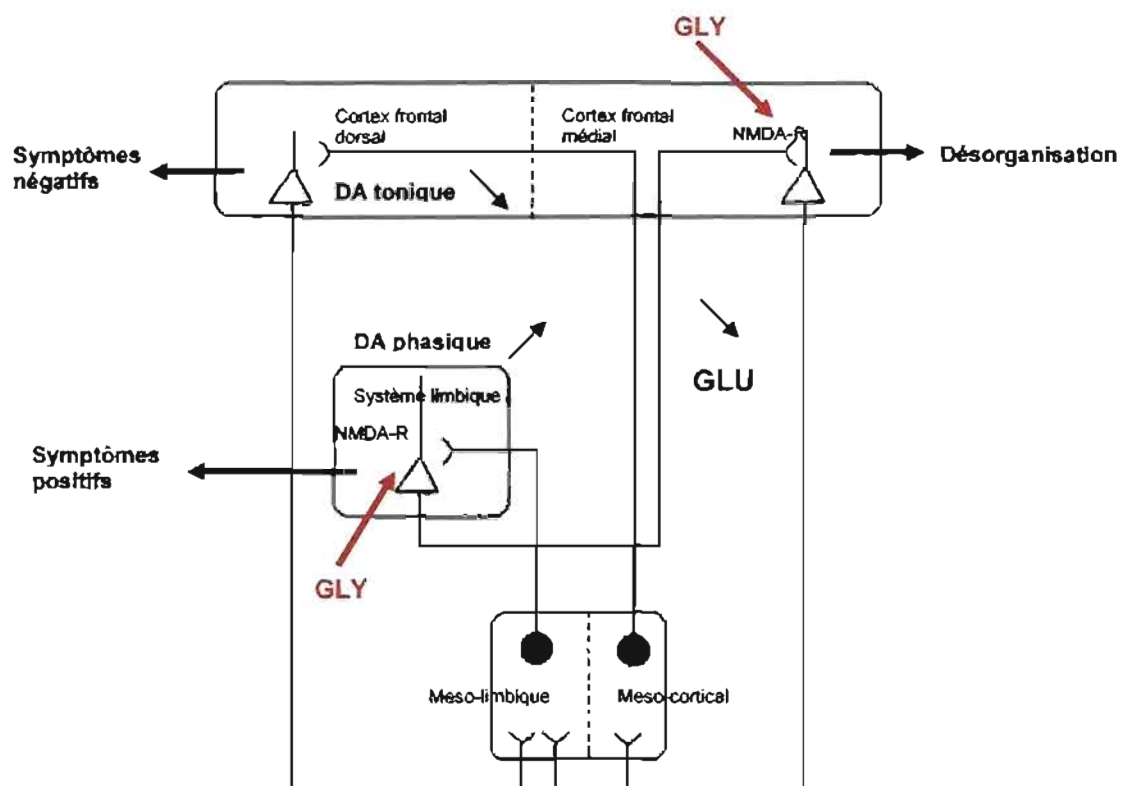 GLY
Cortex frontal
dorsal
Cortex frontal
médial
NMDA-R
Symptômes
négatifs
Désorganisation
DA tonique
DA phasique
GLU
Système limbique
NMDA-R
Symptômes
positifs
GLY
Meso-limbique
Meso-cortical